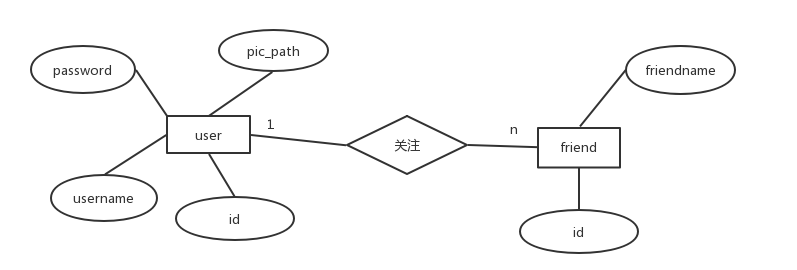 pic_path
password
friendname
1
n
user
关注
friend
username
id
id